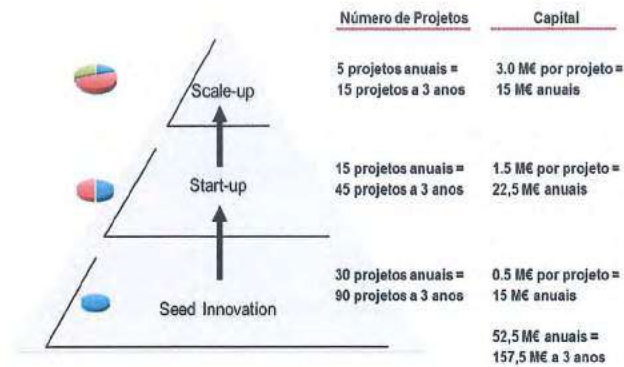 Número de Projetos
Capital
Scale-up
5 projetos anuais =
15 projetos a 3 anos
3.0 M€ por projeto =
15 M€ anuais
Start-up
15 projetos anuais =
45 projetos a 3 anos
1.5 M€ por projeto =
22,5 M€ anuais
Seed Innovation
30 projetos anuais =
90 projetos a 3 anos
0.5 M€ por projeto =
15 M€ anuais
52,5 M€ anuais =
157,5 M€ a 3 anos